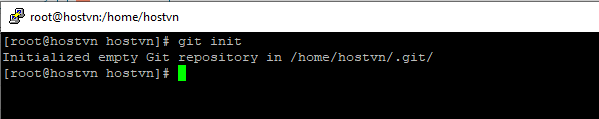 root@hostvn:/home/hostvn
[root@hostvn hostvn]# git init
Initialized empty Git repository in /home/hostvn/.git/
[root@hostvn hostvn]#